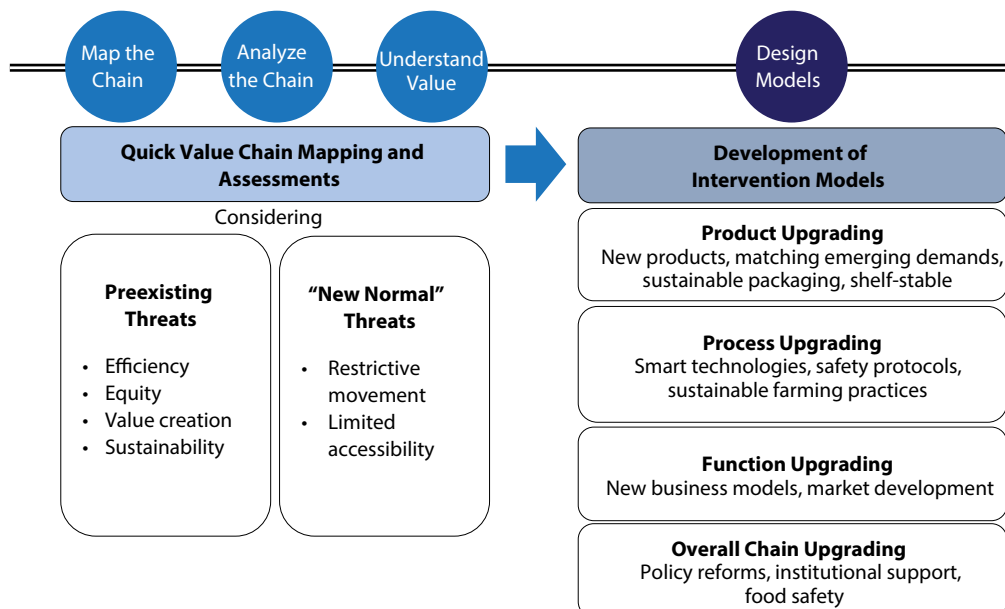 Map the
Chain
Analyze
the Chain
Understand
Value
Design
Models
Quick Value Chain Mapping and
Assessments
Considering
Preexisting
Threats
• Efficiency
• Equity
• Value creation
• Sustainability
“New Normal”
Threats
• Restrictive
movement
• Limited
accessibility
Development of
Intervention Models
Product Upgrading
New products, matching emerging demands,
sustainable packaging, shelf-stable
Process Upgrading
Smart technologies, safety protocols,
sustainable farming practices
Function Upgrading
New business models, market development
Overall Chain Upgrading
Policy reforms, institutional support,
food safety